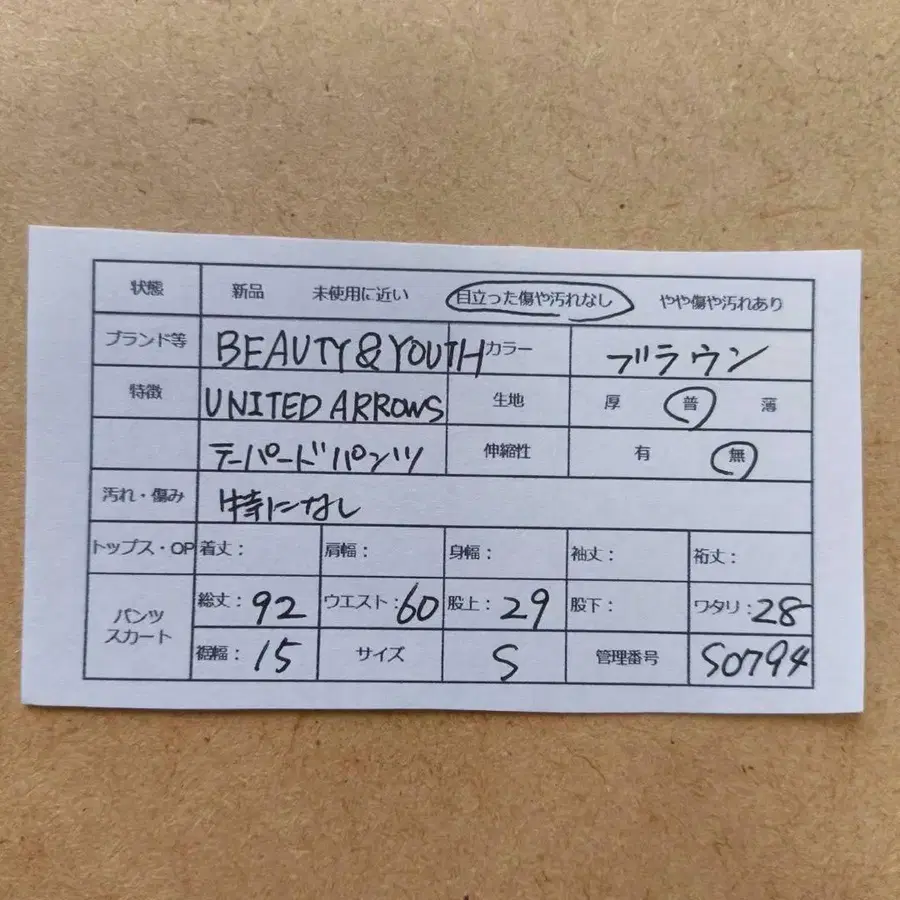 状態 新品 未使用に近い 目立った傷や汚れなし やや傷や汚れあり
ブランド等 BEAUTY&YOUTH カラー ブラウン
特徴 UNITED ARROWS 生地 厚 普 薄
テーパードパンツ 伸縮性 有 無
汚れ・傷み 特になし
トップス・OP 着丈: 肩幅: 身幅: 袖丈: 裄丈:
パンツ スカート 総丈:92 ウエスト:60 股上:29 股下: ワタリ:28
裾幅:15 サイズ S 管理番号 S0794